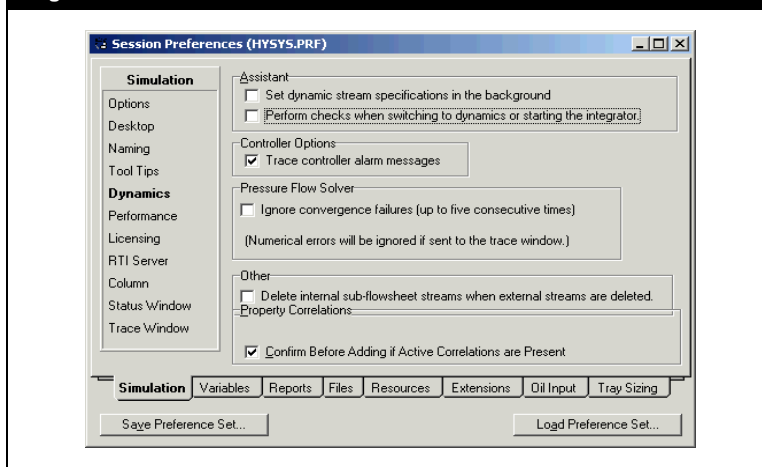 Session Preferences (HYSYS.PRF)
Simulation
Options
Desktop
Naming
Tool Tips
Dynamics
Performance
Licensing
RTI Server
Column
Status Window
Trace Window
Assistant
Set dynamic stream specifications in the background
Perform checks when switching to dynamics or starting the integrator.
Controller Options
Trace controller alarm messages
Pressure Flow Solver
Ignore convergence failures (up to five consecutive times)
(Numerical errors will be ignored if sent to the trace window.)
Other
Delete internal sub-flowsheet streams when external streams are deleted.
Property Correlations
Confirm Before Adding if Active Correlations are Present
Simulation Variables Reports Files Resources Extensions Oil Input Tray Sizing
Save Preference Set... Load Preference Set...